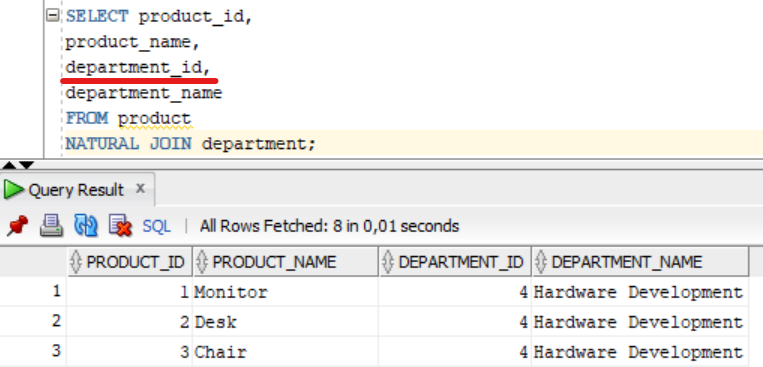 SELECT product_id,
product_name,
department_id,
department_name
FROM product
NATURAL JOIN department;
Query Result x
SQL | All Rows Fetched: 8 in 0,01 seconds
PRODUCT_ID PRODUCT_NAME DEPARTMENT_ID DEPARTMENT_NAME
1 1 Monitor 4 Hardware Development
2 2 Desk 4 Hardware Development
3 3 Chair 4 Hardware Development